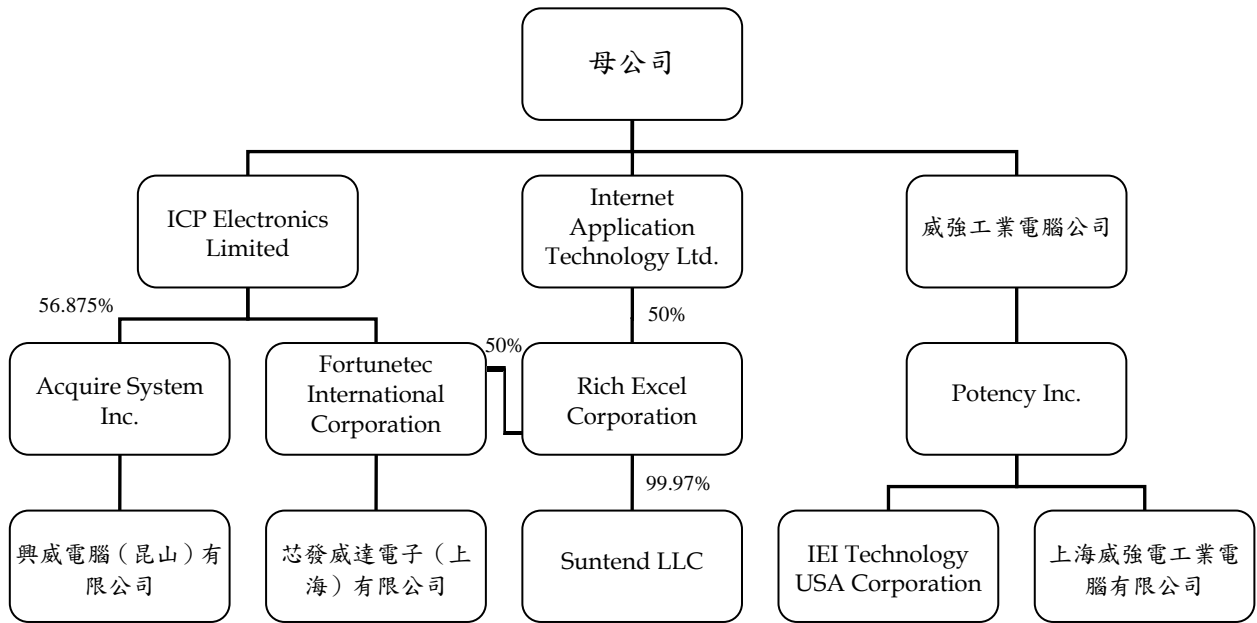 母公司
ICP Electronics
Limited
Internet
Application
Technology Ltd.
威強工業電腦公司
56.875%
50%
50%
Acquire System
Inc.
Fortunetec
International
Corporation
Rich Excel
Corporation
Potency Inc.
99.97%
興威電腦（昆山）有
限公司
芯發威達電子（上
海）有限公司
Suntend LLC
IEI Technology
USA Corporation
上海威強電工業電
腦有限公司